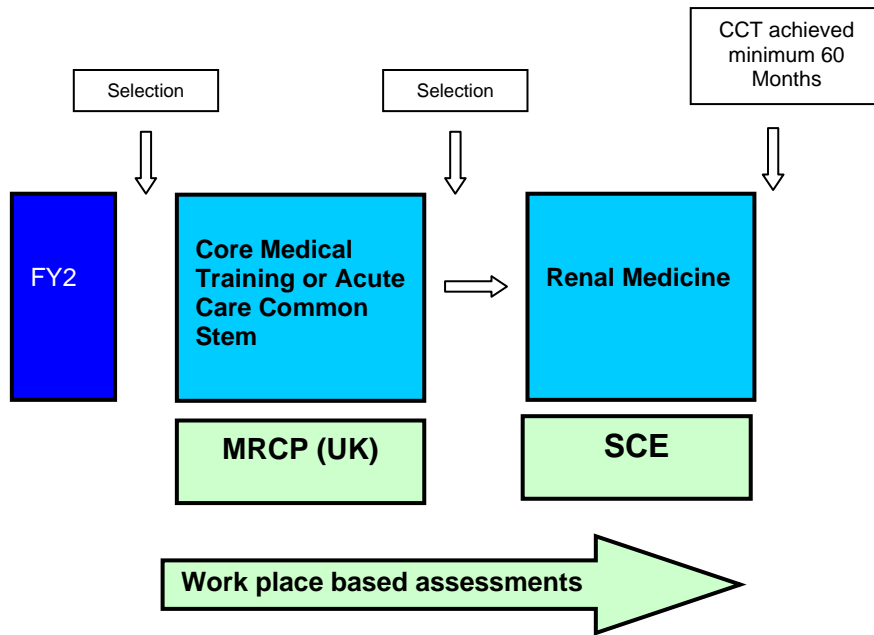 CCT achieved
minimum 60
Months
Selection
Selection
FY2
Core Medical
Training or Acute
Care Common
Stem
Renal Medicine
MRCP (UK)
SCE
Work place based assessments